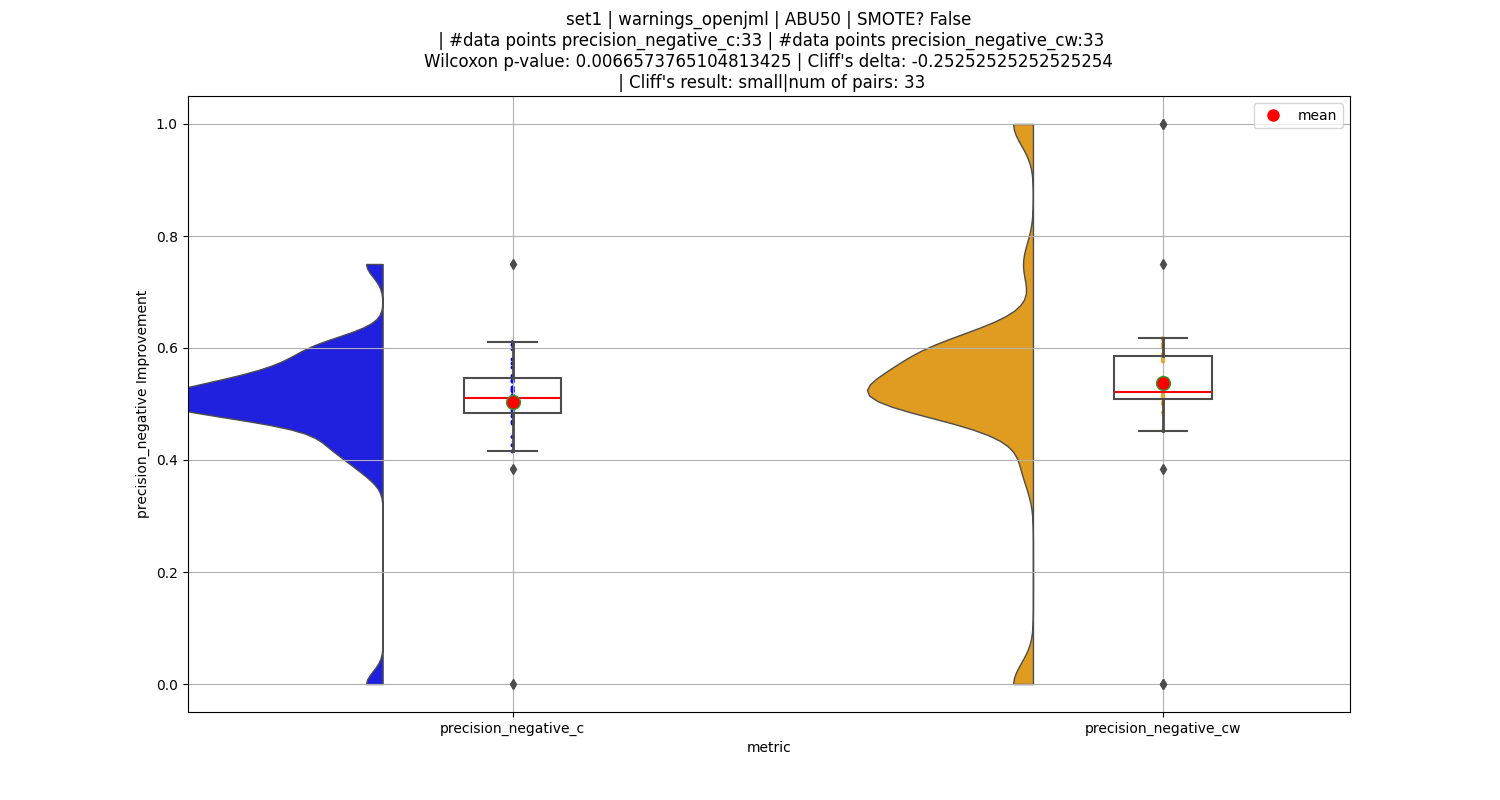 set1 | warnings_openjml | ABU50 | SMOTE? False
| #data points precision_negative_c:33 | #data points precision_negative_cw:33
Wilcoxon p-value: 0.0066573765104813425 | Cliff's delta: -0.25252525252525254
| Cliff's result: small|num of pairs: 33
mean
precision_negative Improvement
1.0
0.8
0.6
0.4
0.2
0.0
precision_negative_c
precision_negative_cw
metric